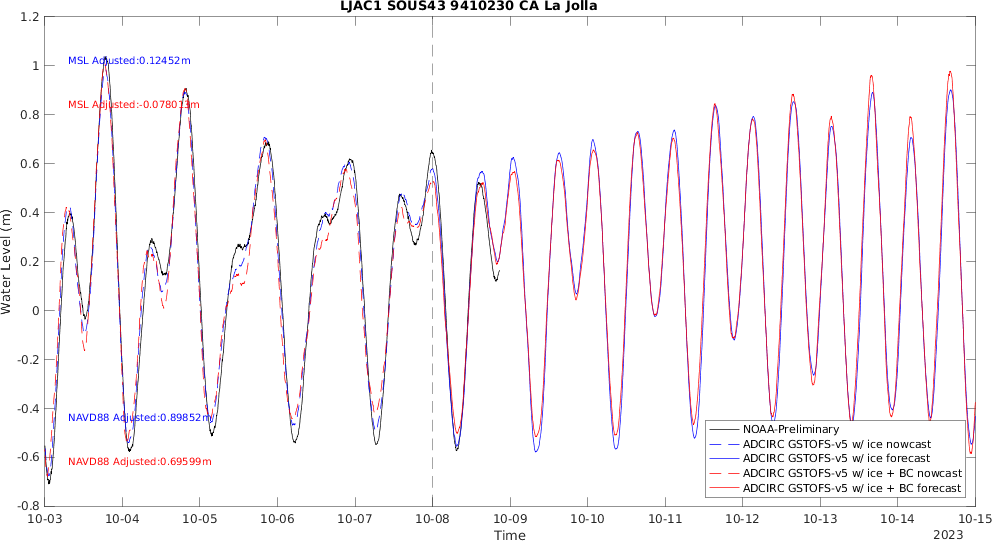 LJAC1 SOUS43 9410230 CA La Jolla
1.2
1
0.8
0.6
0.4
0.2
0
-0.2
-0.4
-0.6
-0.8
Water Level (m)
MSL Adjusted:0.12452m
MSL Adjusted:-0.078013m
NAVD88 Adjusted:0.89852m
NAVD88 Adjusted:0.69599m
NOAA-Preliminary
ADCIRC GSTOFS-v5 w/ ice nowcast
ADCIRC GSTOFS-v5 w/ ice forecast
ADCIRC GSTOFS-v5 w/ ice + BC nowcast
ADCIRC GSTOFS-v5 w/ ice + BC forecast
10-03 10-04 10-05 10-06 10-07 10-08 10-09 10-10 10-11 10-12 10-13 10-14 10-15
Time
2023